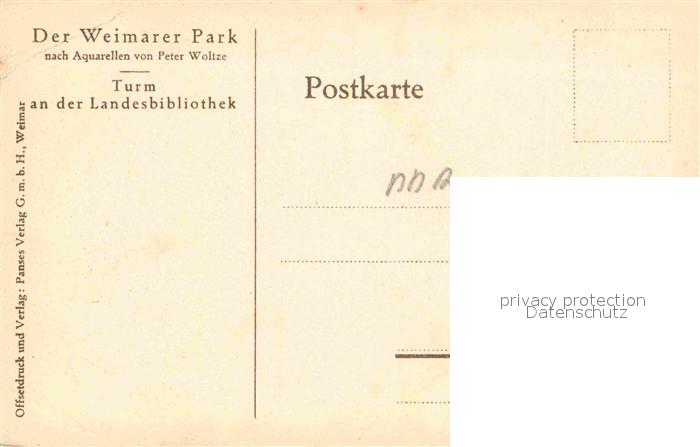 Der Weimarer Park
nach Aquarellen von Peter Woltze
Turm
an der Landesbibliothek
Offsetdruck und Verlag: Panses Verlag G. m. b. H., Weimar
Postkarte
DDR
privacy protection
Datenschutz